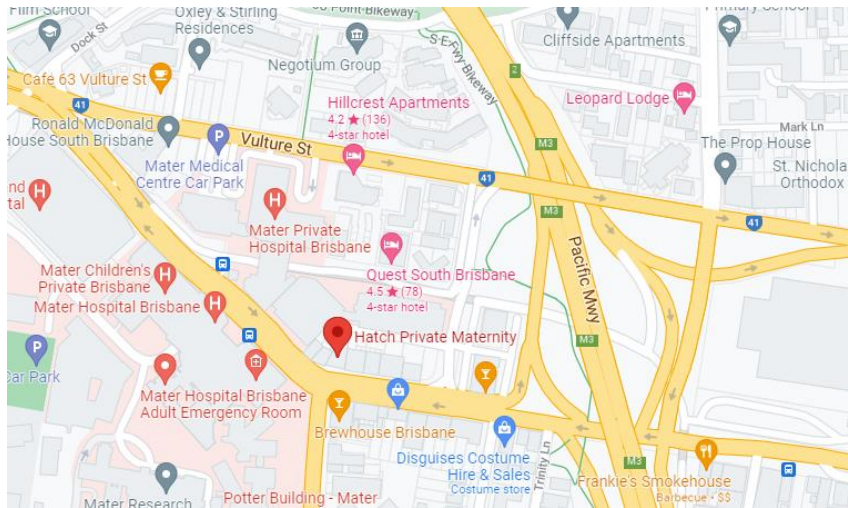 Film School
Dock St
Oxley & Stirling
Residences
Point Bikeway
Negotium Group
S E Fwy Bikeway
2
Cliffside Apartments
Primary School
Cafe 63 Vulture St
41
Hillcrest Apartments
4.2 ★ (136)
4-star hotel
Leopard Lodge
Mark Ln
Ronald McDonald
House South Brisbane
P
Vulture St
M3
The Prop House
Mater Medical
Centre Car Park
41
St. Nichola
Orthodox
nd
tal
H
Mater Private
Hospital Brisbane
H
M3
41
Pacific Mwy
Quest South Brisbane
4.5 ★ (78)
4-star hotel
Mater Children's
Private Brisbane
H
Mater Hospital Brisbane
H
Hatch Private Maternity
M3
P
Car Park
Mater Hospital Brisbane
Adult Emergency Room
Brewhouse Brisbane
Disguises Costume
Hire & Sales
Costume store
Trinity Ln
M3
Frankie's Smokehouse
Barbecue • $$
Mater Research
Potter Building - Mater